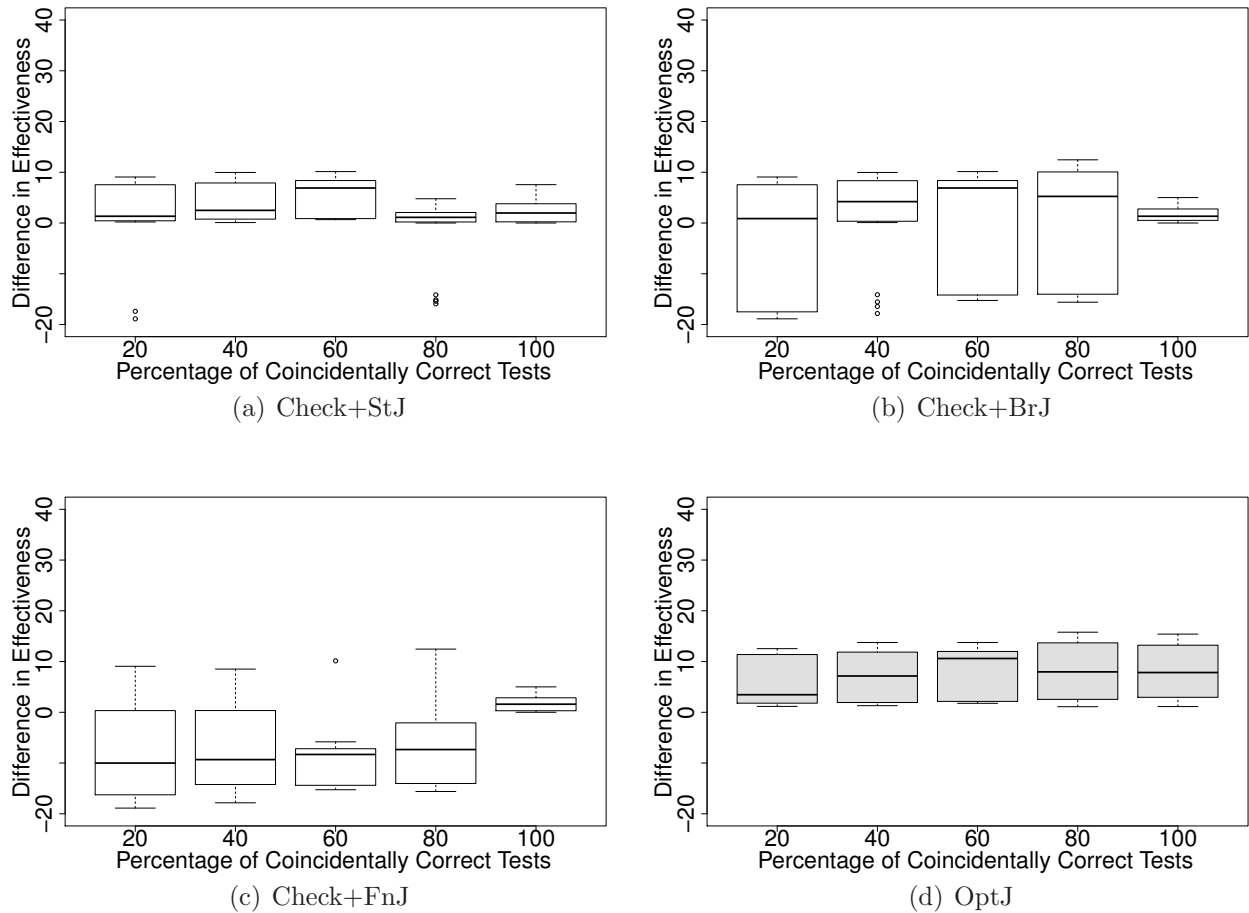 40
30
20
10
0
−20
Difference in Effectiveness
20 40 60 80 100
Percentage of Coincidentally Correct Tests
(a) Check+StJ
40
30
20
10
0
−20
Difference in Effectiveness
20 40 60 80 100
Percentage of Coincidentally Correct Tests
(b) Check+BrJ
40
30
20
10
0
−20
Difference in Effectiveness
20 40 60 80 100
Percentage of Coincidentally Correct Tests
(c) Check+FnJ
40
30
20
10
0
−20
Difference in Effectiveness
20 40 60 80 100
Percentage of Coincidentally Correct Tests
(d) OptJ